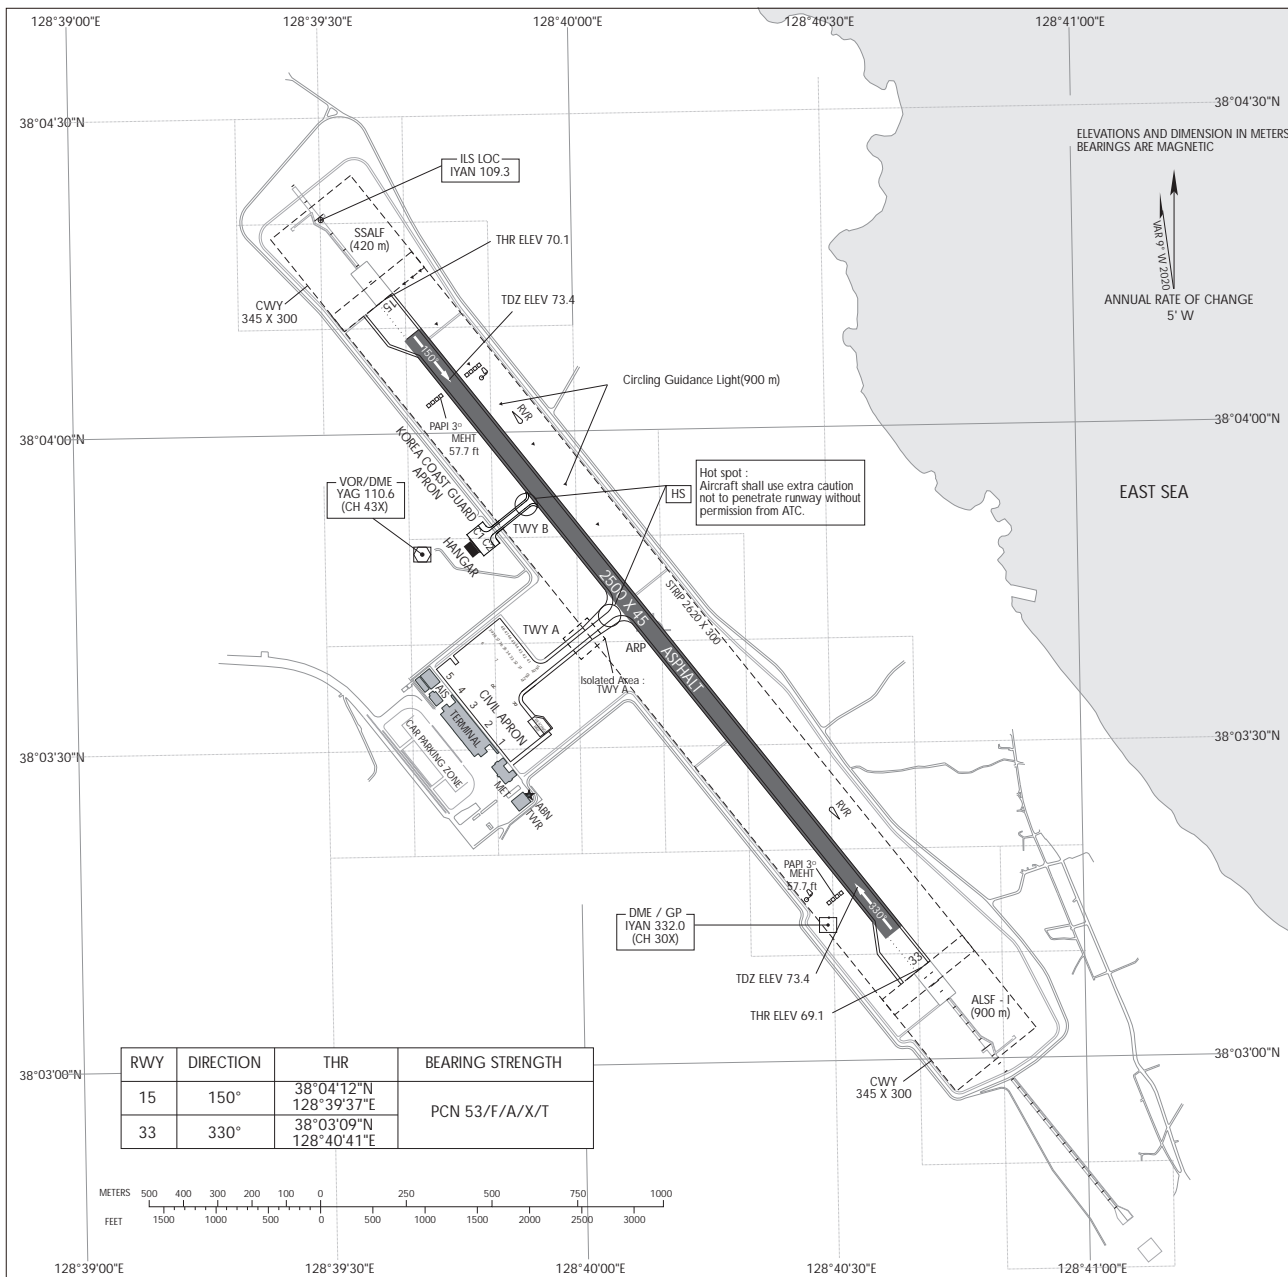 128°39'00"E
128°39'30"E
128°40'00"E
128°40'30"E
128°41'00"E
38°04'30"N
38°04'30"N
ELEVATIONS AND DIMENSION IN METERS
BEARINGS ARE MAGNETIC
VAR 9° W 2020
ANNUAL RATE OF CHANGE
5' W
ILS LOC
IYAN 109.3
SSALF
(420 m)
THR ELEV 70.1
TDZ ELEV 73.4
CWY
345 X 300
15
150°
Circling Guidance Light(900 m)
RVR
PAPI 3°
MEHT
57.7 ft
38°04'00"N
38°04'00"N
KOREA COAST GUARD
APRON
VOR/DME
YAG 110.6
(CH 43X)
Hot spot :
Aircraft shall use extra caution
not to penetrate runway without
permission from ATC.
HS
EAST SEA
C1 C2
HANGAR
TWY B
2500 X 45
ASPHALT
STRIP 2620 X 300
TWY A
ARP
Isolated Area :
TWY A
AIS
5
4
3
2
1
CIVIL APRON
TERMINAL
CAR PARKING ZONE
MET
ABN
TWR
38°03'30"N
38°03'30"N
RVR
PAPI 3°
MEHT
57.7 ft
330°
33
DME / GP
IYAN 332.0
(CH 30X)
TDZ ELEV 73.4
THR ELEV 69.1
ALSF - I
(900 m)
CWY
345 X 300
38°03'00"N
38°03'00"N
RWY DIRECTION THR BEARING STRENGTH
15 150° 38°04'12"N 128°39'37"E PCN 53/F/A/X/T
33 330° 38°03'09"N 128°40'41"E
METERS 500 400 300 200 100 0 250 500 750 1000
FEET 1500 1000 500 0 500 1000 1500 2000 2500 3000
128°39'00"E
128°39'30"E
128°40'00"E
128°40'30"E
128°41'00"E